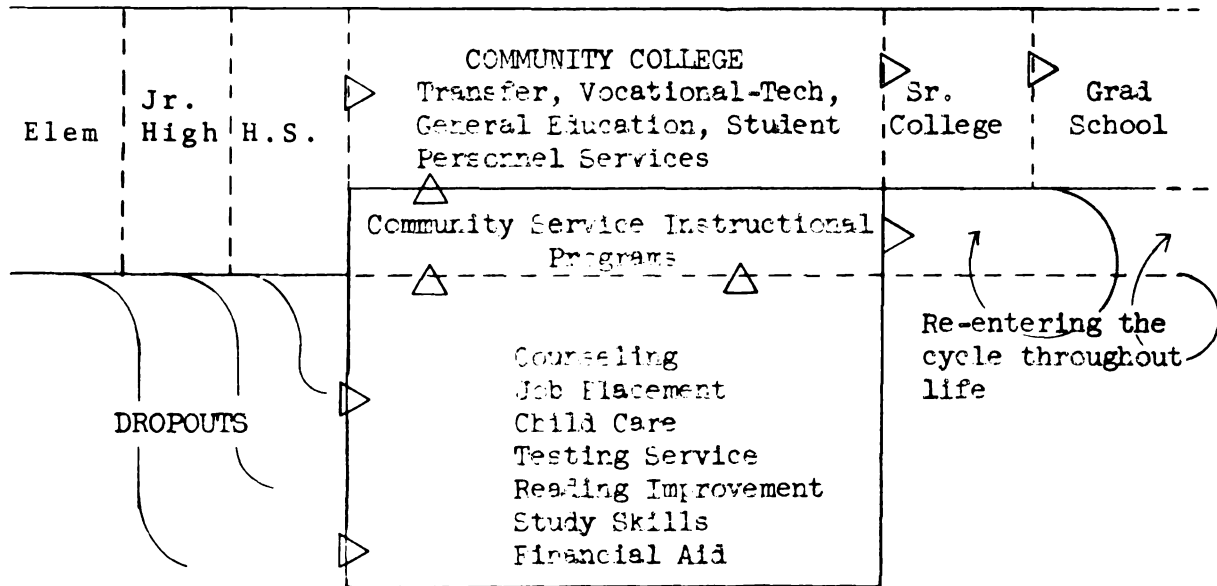 COMMUNITY COLLEGE
Transfer, Vocational-Tech,
General Education, Student
Personnel Services
Elem
Jr.
High
H.S.
Sr.
College
Grad
School
Community Service Instructional
Programs
Re-entering the
cycle throughout
life
DROPOUTS
Counseling
Job Placement
Child Care
Testing Service
Reading Improvement
Study Skills
Financial Aid